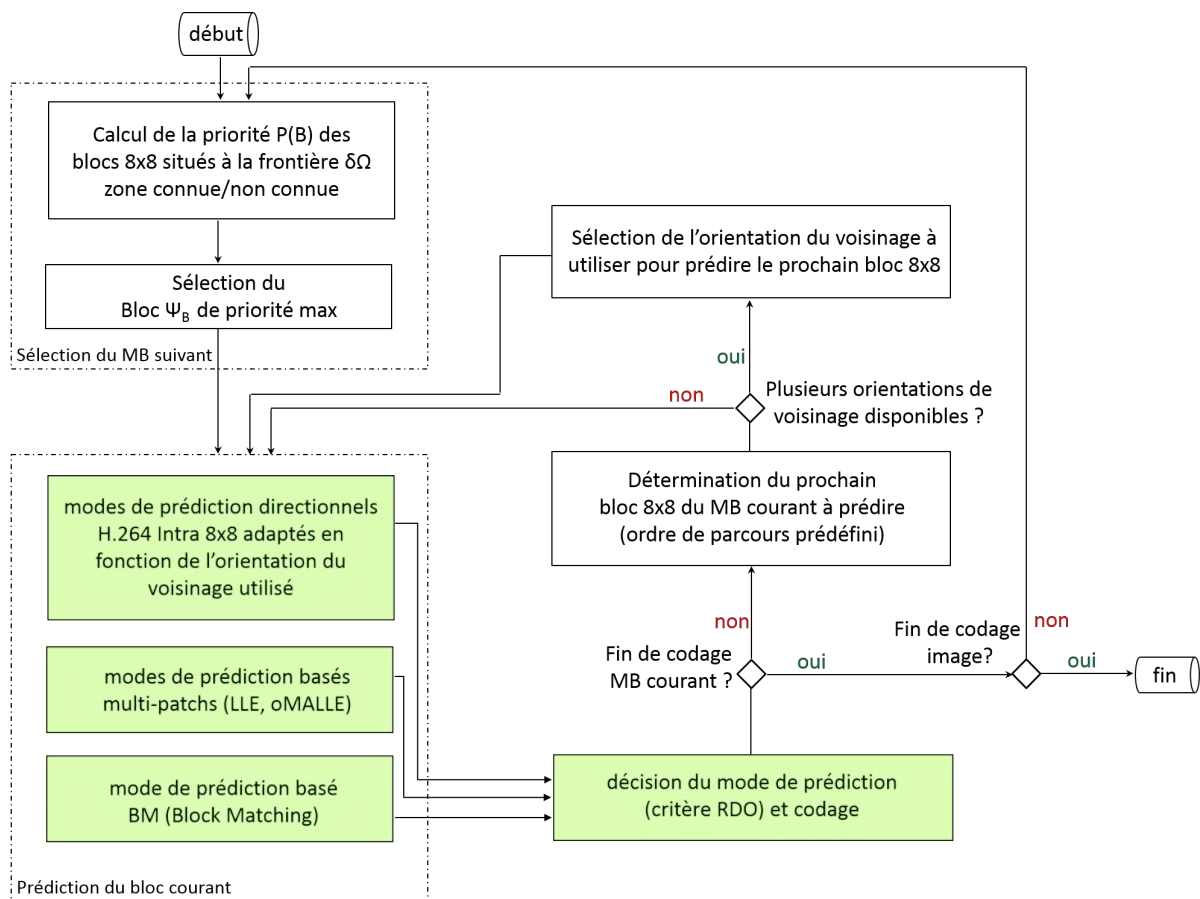 début
Calcul de la priorité P(B) des
blocs 8x8 situés à la frontière δΩ
zone connue/non connue
Sélection du
Bloc ΨB de priorité max
Sélection du MB suivant
Sélection de l’orientation du voisinage à
utiliser pour prédire le prochain bloc 8x8
oui
non
Plusieurs orientations de
voisinage disponibles ?
Détermination du prochain
bloc 8x8 du MB courant à prédire
(ordre de parcours prédéfini)
modes de prédiction directionnels
H.264 Intra 8x8 adaptés en
fonction de l’orientation du
voisinage utilisé
modes de prédiction basés
multi-patchs (LLE, oMALLE)
mode de prédiction basé
BM (Block Matching)
Prédiction du bloc courant
non
Fin de codage
MB courant ?
oui
Fin de codage
image?
non
oui
fin
décision du mode de prédiction
(critère RDO) et codage